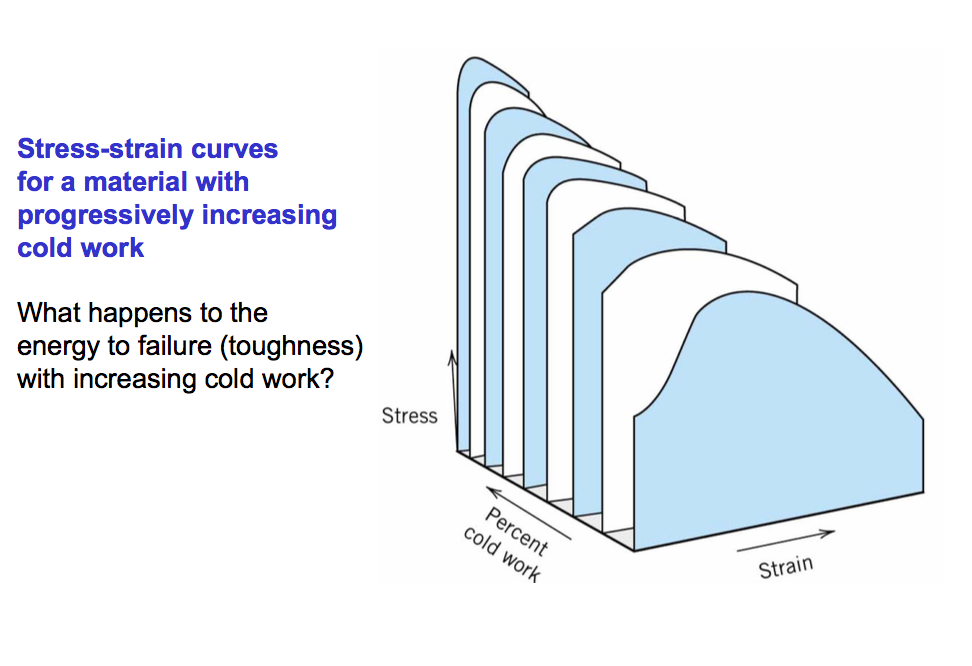 Stress-strain curves
for a material with
progressively increasing
cold work
What happens to the
energy to failure (toughness)
with increasing cold work?
Stress
Percent
cold work
Strain